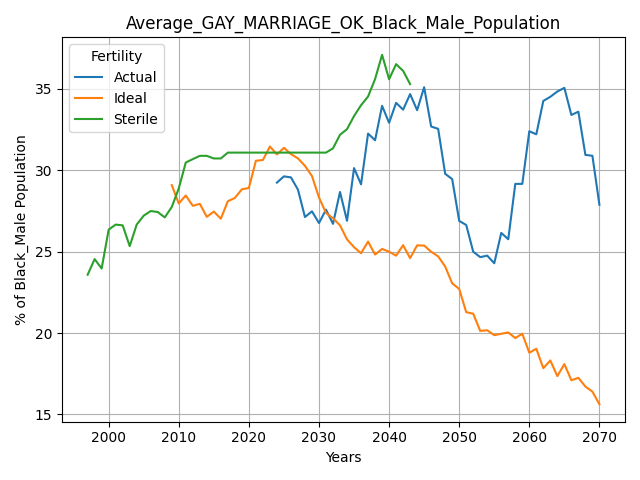 Average_GAY_MARRIAGE_OK_Black_Male_Population
Fertility
Actual
Ideal
Sterile
% of Black_Male Population
35
30
25
20
15
2000 2010 2020 2030 2040 2050 2060 2070
Years